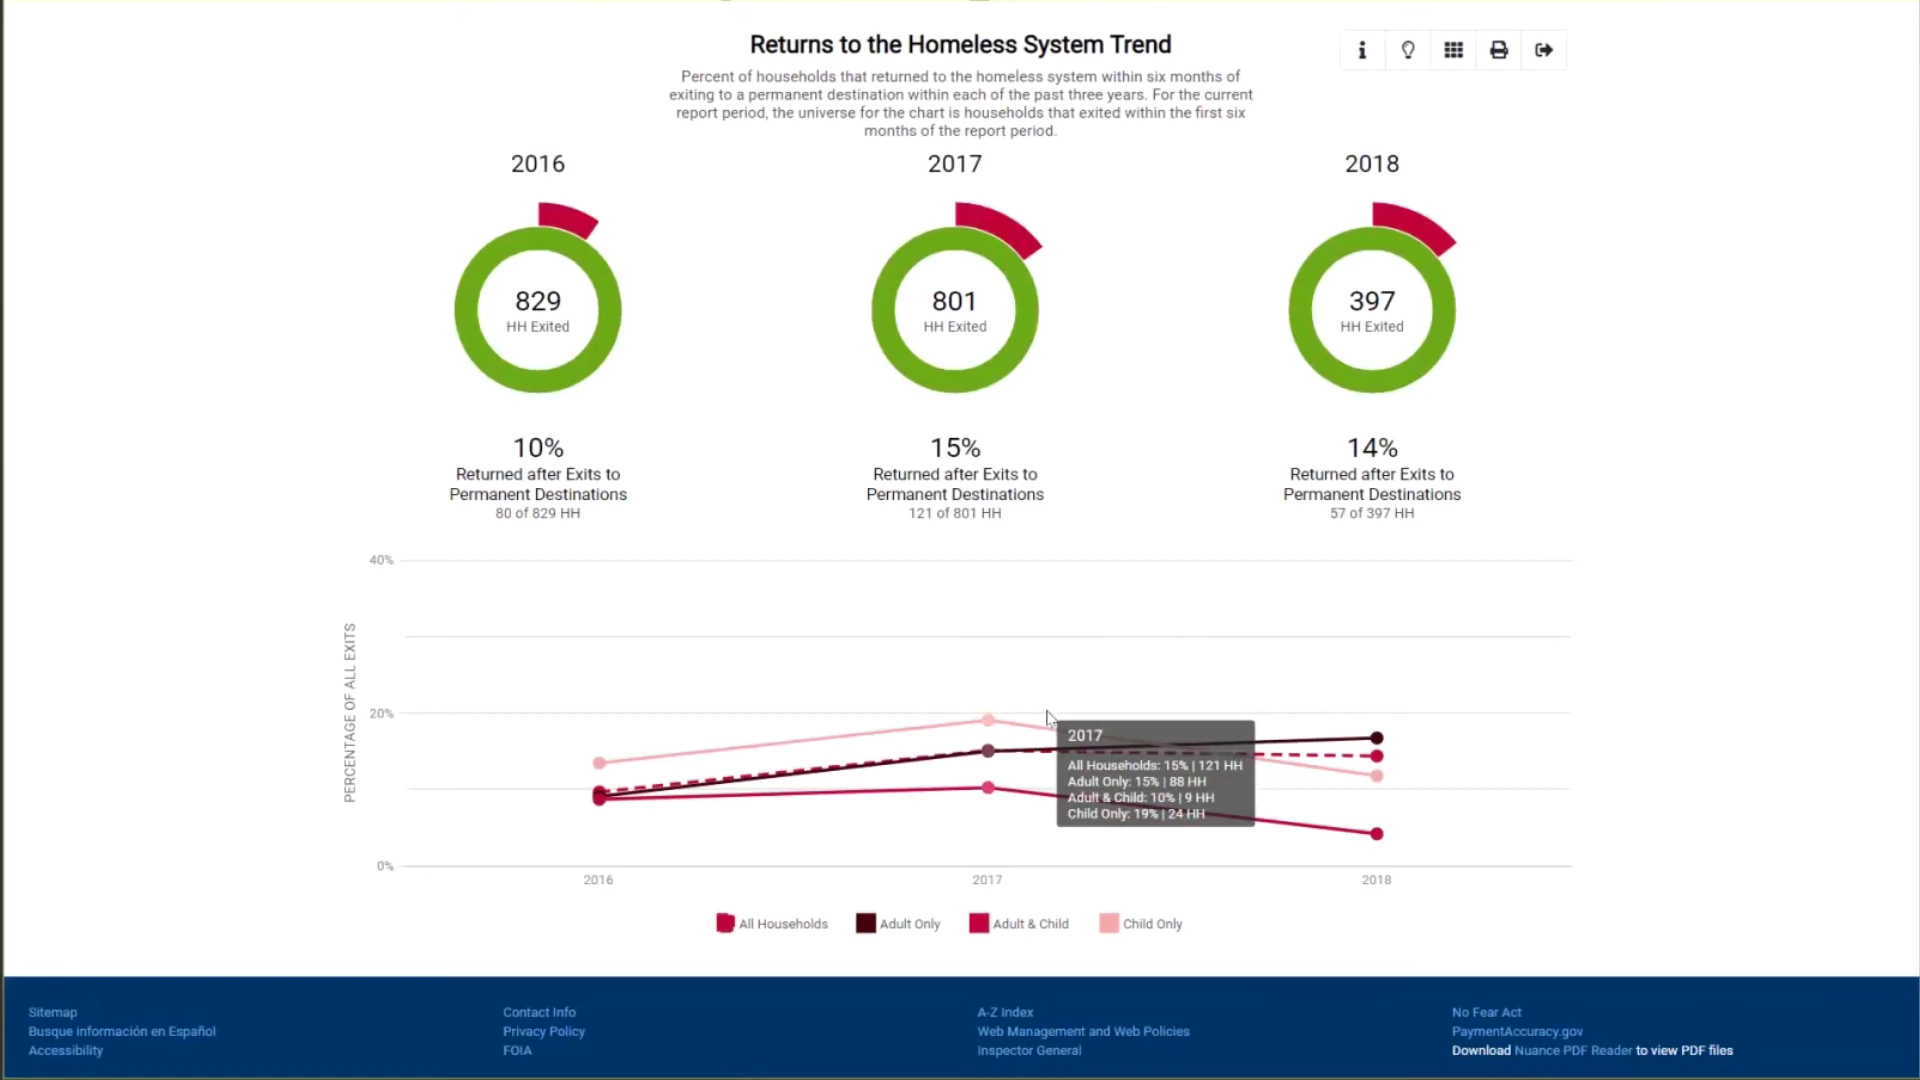 Returns to the Homeless System Trend
Percent of households that returned to the homeless system within six months of
exiting to a permanent destination within each of the past three years. For the current
report period, the universe for the chart is households that exited within the first six
months of the report period.
2016
2017
2018
829
HH Exited
801
HH Exited
397
HH Exited
10%
Returned after Exits to
Permanent Destinations
80 of 829 HH
15%
Returned after Exits to
Permanent Destinations
121 of 801 HH
14%
Returned after Exits to
Permanent Destinations
57 of 397 HH
PERCENTAGE OF ALL EXITS
40%
20%
0%
2017
All Households: 15% | 121 HH
Adult Only: 15% | 88 HH
Adult & Child: 10% | 9 HH
Child Only: 19% | 24 HH
2016
2017
2018
All Households
Adult Only
Adult & Child
Child Only
Sitemap
Busque información en Español
Accessibility
Contact Info
Privacy Policy
FOIA
A-Z Index
Web Management and Web Policies
Inspector General
No Fear Act
PaymentAccuracy.gov
Download Nuance PDF Reader to view PDF files